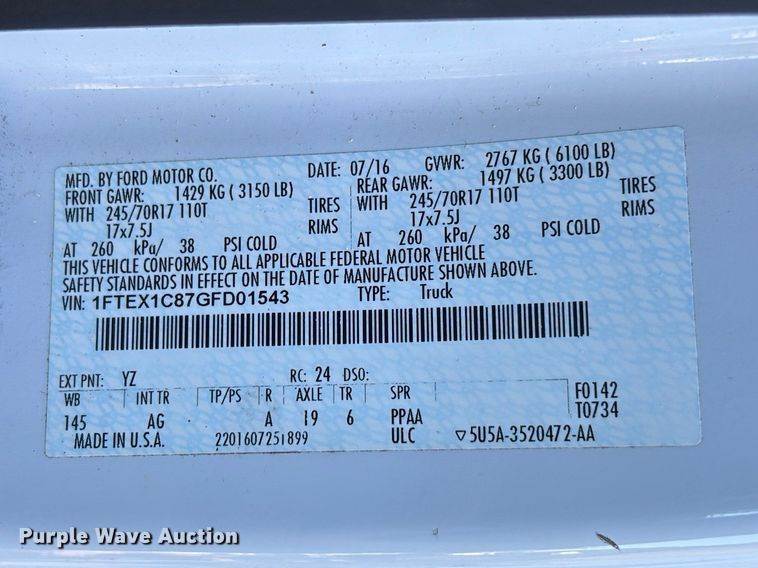 MFD. BY FORD MOTOR CO. DATE: 07/16 GVWR: 2767 KG ( 6100 LB)
FRONT GAWR: 1429 KG ( 3150 LB) REAR GAWR: 1497 KG ( 3300 LB)
WITH 245/70R17 110T TIRES WITH 245/70R17 110T TIRES
17x7.5J RIMS 17x7.5J RIMS
AT 260 kPa/ 38 PSI COLD AT 260 kPa/ 38 PSI COLD
THIS VEHICLE CONFORMS TO ALL APPLICABLE FEDERAL MOTOR VEHICLE
SAFETY STANDARDS IN EFFECT ON THE DATE OF MANUFACTURE SHOWN ABOVE.
VIN: 1FTEX1C87GFD01543 TYPE: Truck
EXT PNT: YZ RC: 24 DSO:
WB INT TR TP/PS R AXLE TR SPR F0142
145 AG A 19 6 PPAA T0734
MADE IN U.S.A. 2201607251899 ULC ▽5U5A-3520472-AA
Purple Wave Auction